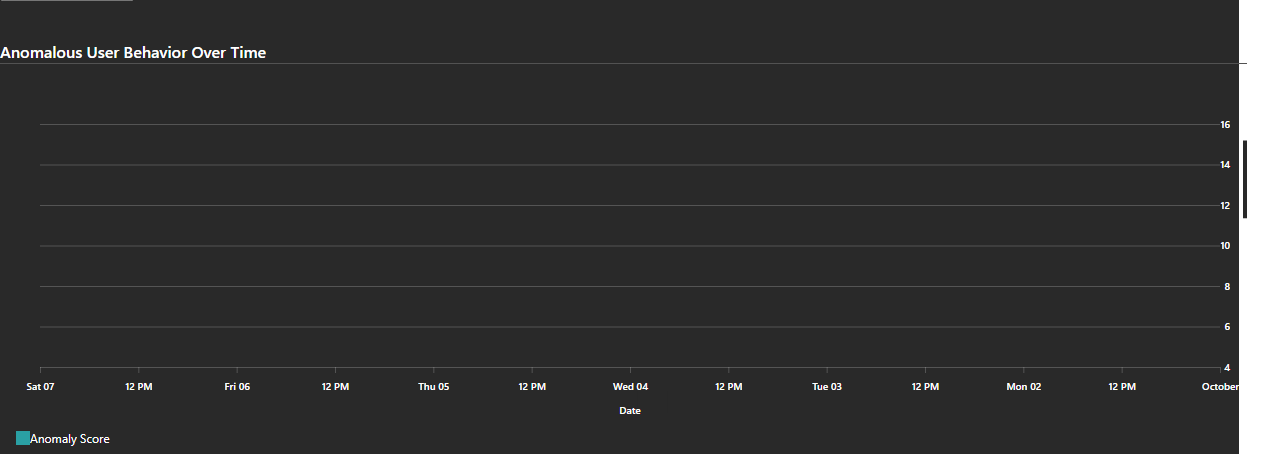 Anomalous User Behavior Over Time
16
14
12
10
8
6
4
Sat 07 12 PM Fri 06 12 PM Thu 05 12 PM Wed 04 12 PM Tue 03 12 PM Mon 02 12 PM October
Date
Anomaly Score